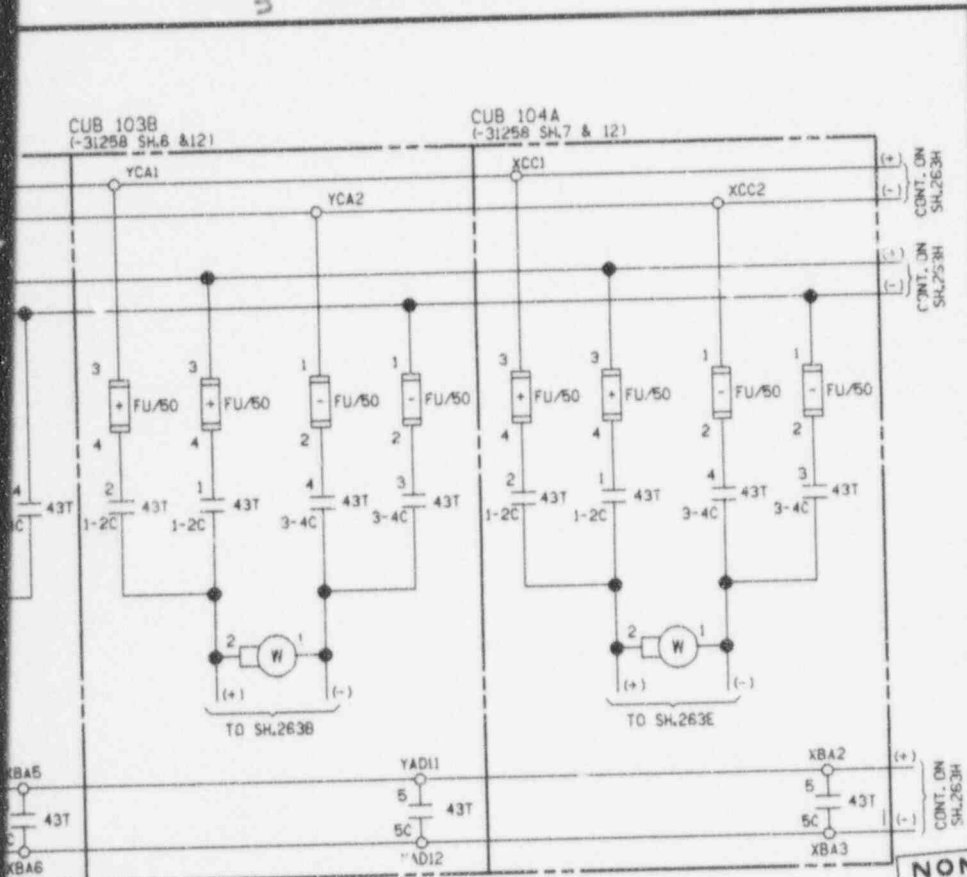 CUB 103B
(-31258 SH.6 &12)
CUB 104A
(-31258 SH.7 & 12)
YCA1
YCA2
XCC1
XCC2
(+)
(-)
CONT. ON
SH.263H
(+)
(-)
CONT. ON
SH.263H
3 3 1 1 3 3 1 1
+ FU/50 + FU/50 - FU/50 - FU/50 + FU/50 + FU/50 - FU/50 - FU/50
4 4 2 2 4 4 2 2
4 2 1 4 3 2 1 4 3
43T 43T 43T 43T 43T 43T 43T 43T 43T
1-2C 1-2C 3-4C 3-4C 1-2C 1-2C 3-4C 3-4C
2 W 1
2 W 1
(+) (-)
(+) (-)
TO SH.263B
TO SH.263E
XBA5
YAD11
XBA2
(+)
43T
5 43T
5 43T
C
5C
5C
(-)
XBA6
YAD12
XBA3
CONT. ON
SH.263H
NON